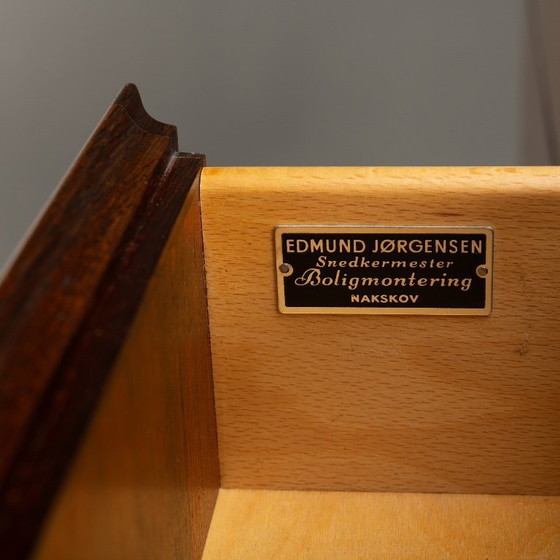 EDMUND JØRGENSEN
Snedkermester
Boligmontering
NAKSKOV